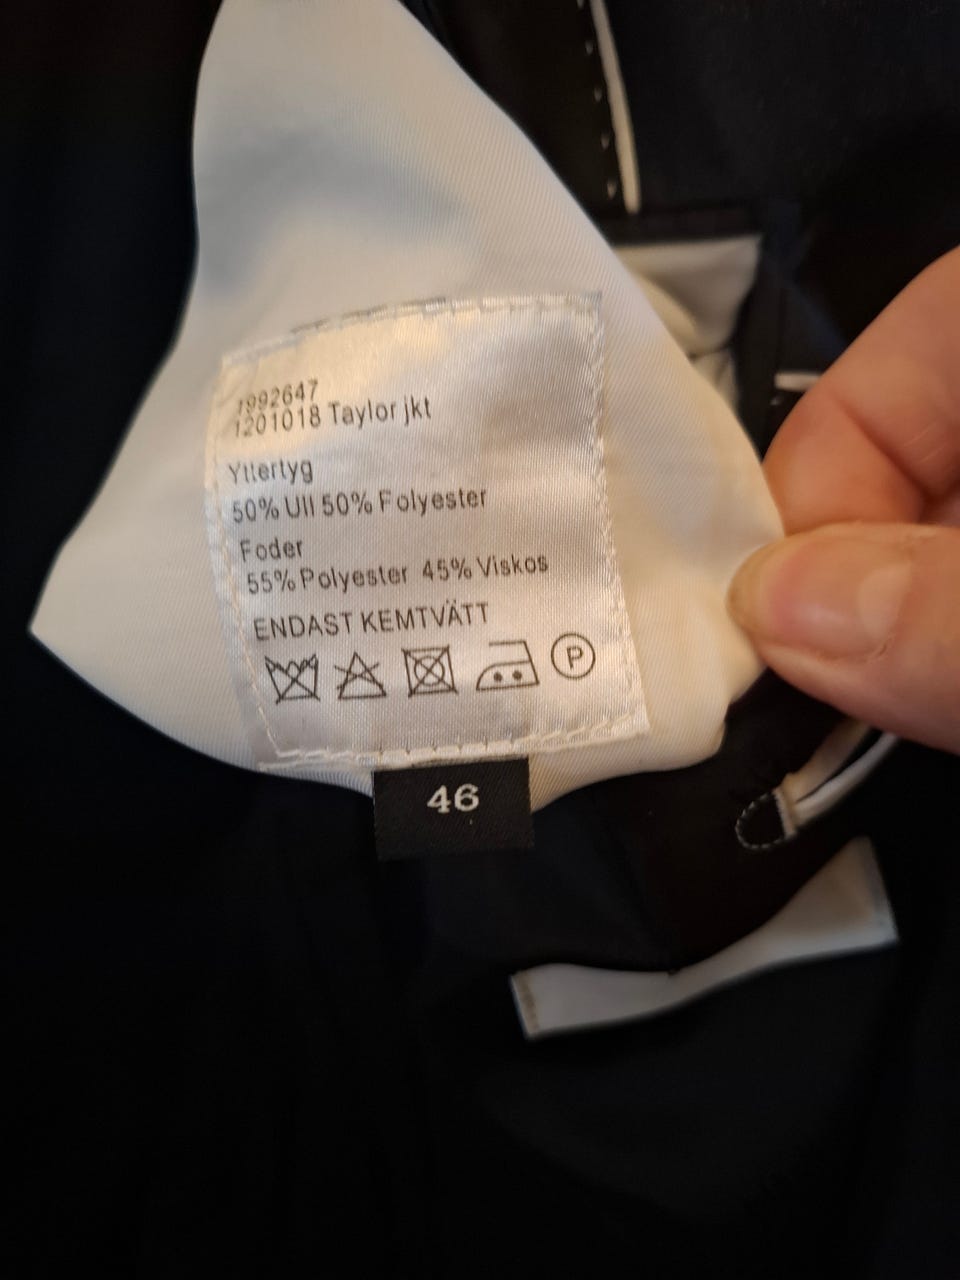 1992647
1201018 Taylor jkt
Yttertyg
50% Ull 50% Polyester
Foder
55% Polyester 45% Viskos
ENDAST KEMTVÄTT
P
46